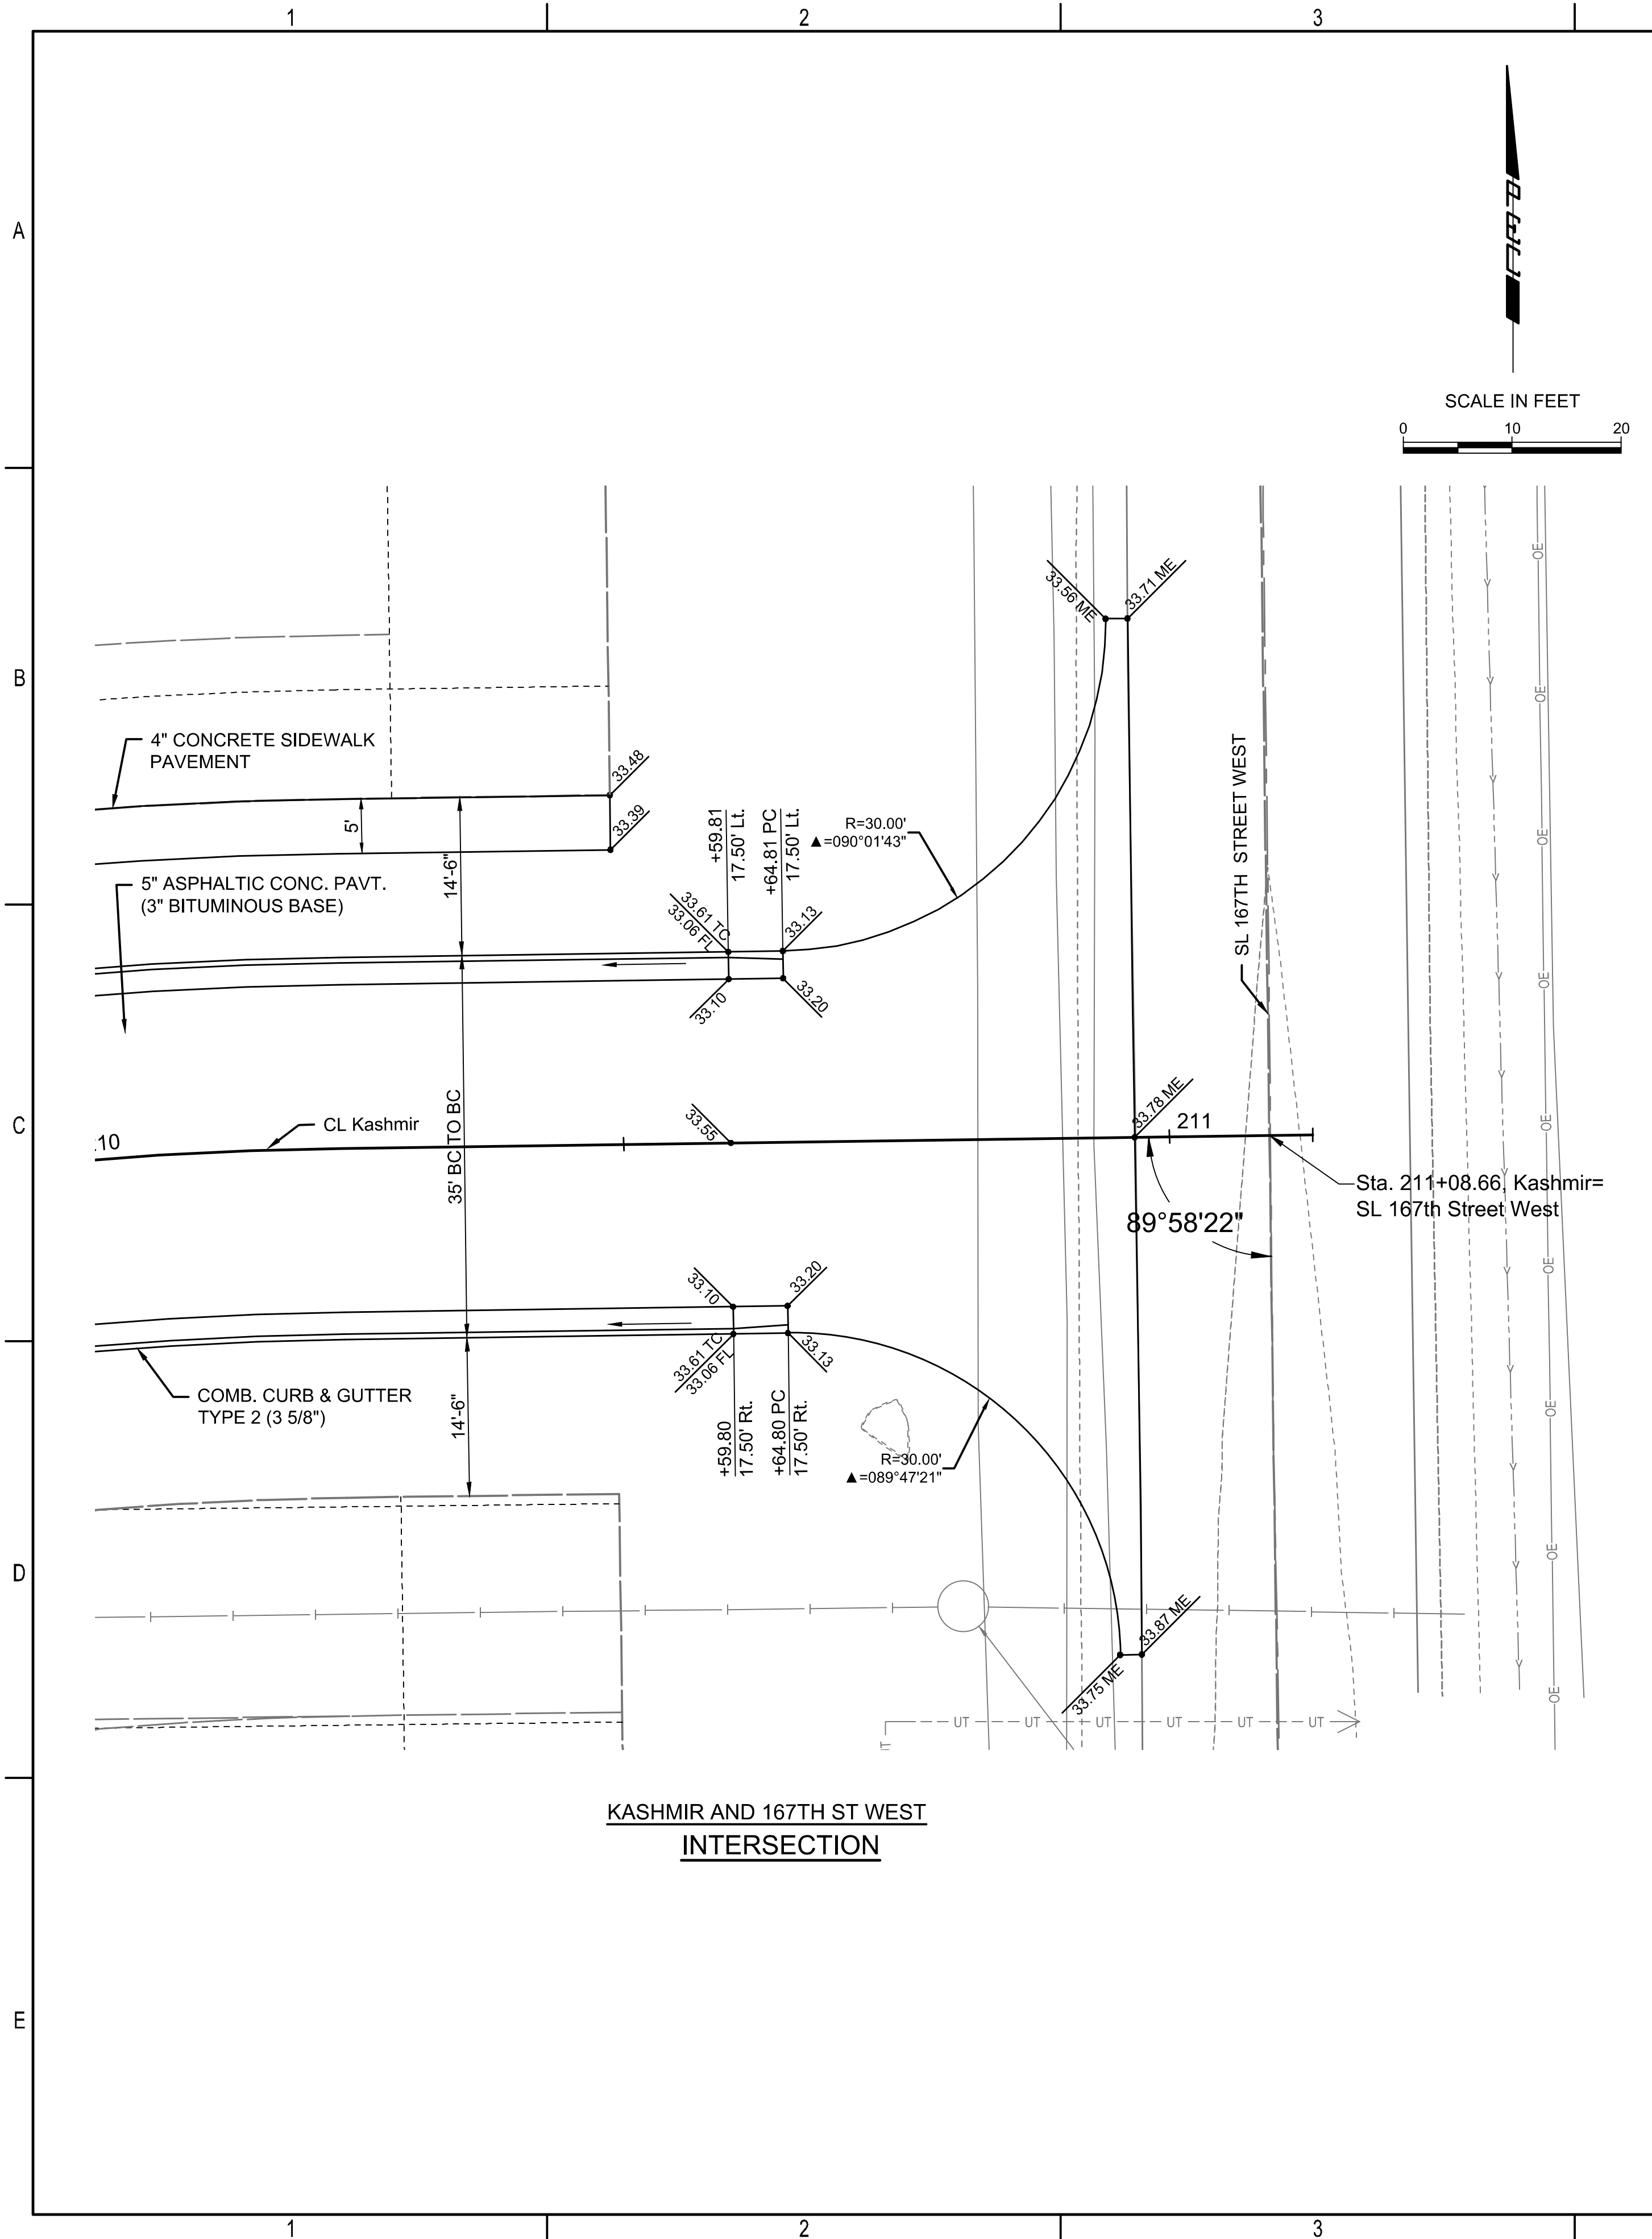 1
2
3
A
B
C
D
E
SCALE IN FEET
0 10 20
OE
OE
OE
OE
OE
OE
OE
OE
OE
33.56 ME
33.71 ME
4" CONCRETE SIDEWALK
PAVEMENT
33.48
33.39
5'
14'-6"
+59.81
17.50' Lt.
+64.81 PC
17.50' Lt.
R=30.00'
▲=090°01'43"
SL 167TH STREET WEST
5" ASPHALTIC CONC. PAVT.
(3" BITUMINOUS BASE)
33.61 TC
33.06 FL
33.13
33.10
33.20
35' BC TO BC
CL Kashmir
10
33.55
33.78 ME
211
Sta. 211+08.66, Kashmir=
SL 167th Street West
89°58'22"
33.10
33.20
33.61 TC
33.06 FL
33.13
COMB. CURB & GUTTER
TYPE 2 (3 5/8")
14'-6"
+59.80
17.50' Rt.
+64.80 PC
17.50' Rt.
R=30.00'
▲=089°47'21"
33.87 ME
33.75 ME
UT UT UT UT UT UT
KASHMIR AND 167TH ST WEST
INTERSECTION
1
2
3